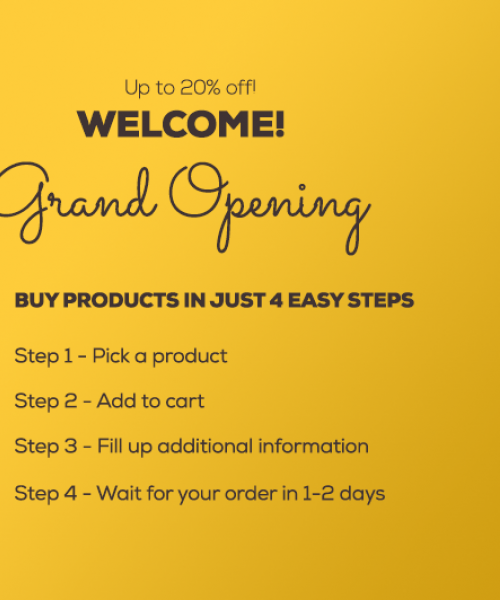 Up to 20% off!
WELCOME!
Grand Opening
BUY PRODUCTS IN JUST 4 EASY STEPS
Step 1 - Pick a product
Step 2 - Add to cart
Step 3 - Fill up additional information
Step 4 - Wait for your order in 1-2 days